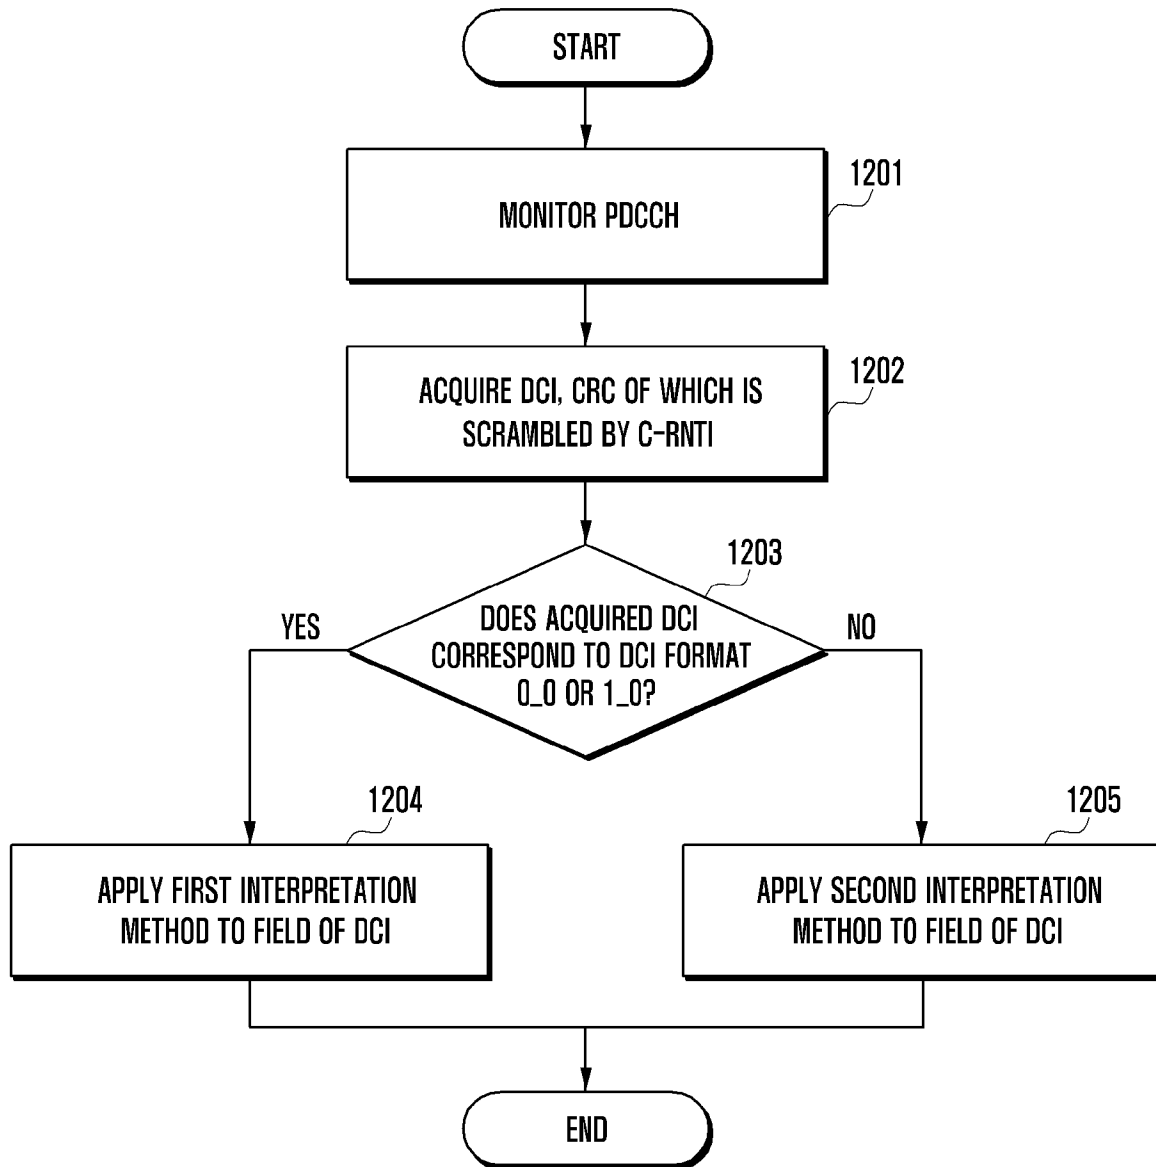 START
1201
MONITOR PDCCH
1202
ACQUIRE DCI, CRC OF WHICH IS
SCRAMBLED BY C-RNTI
1203
YES
DOES ACQUIRED DCI
CORRESPOND TO DCI FORMAT
0_0 OR 1_0?
NO
1204
APPLY FIRST INTERPRETATION
METHOD TO FIELD OF DCI
1205
APPLY SECOND INTERPRETATION
METHOD TO FIELD OF DCI
END